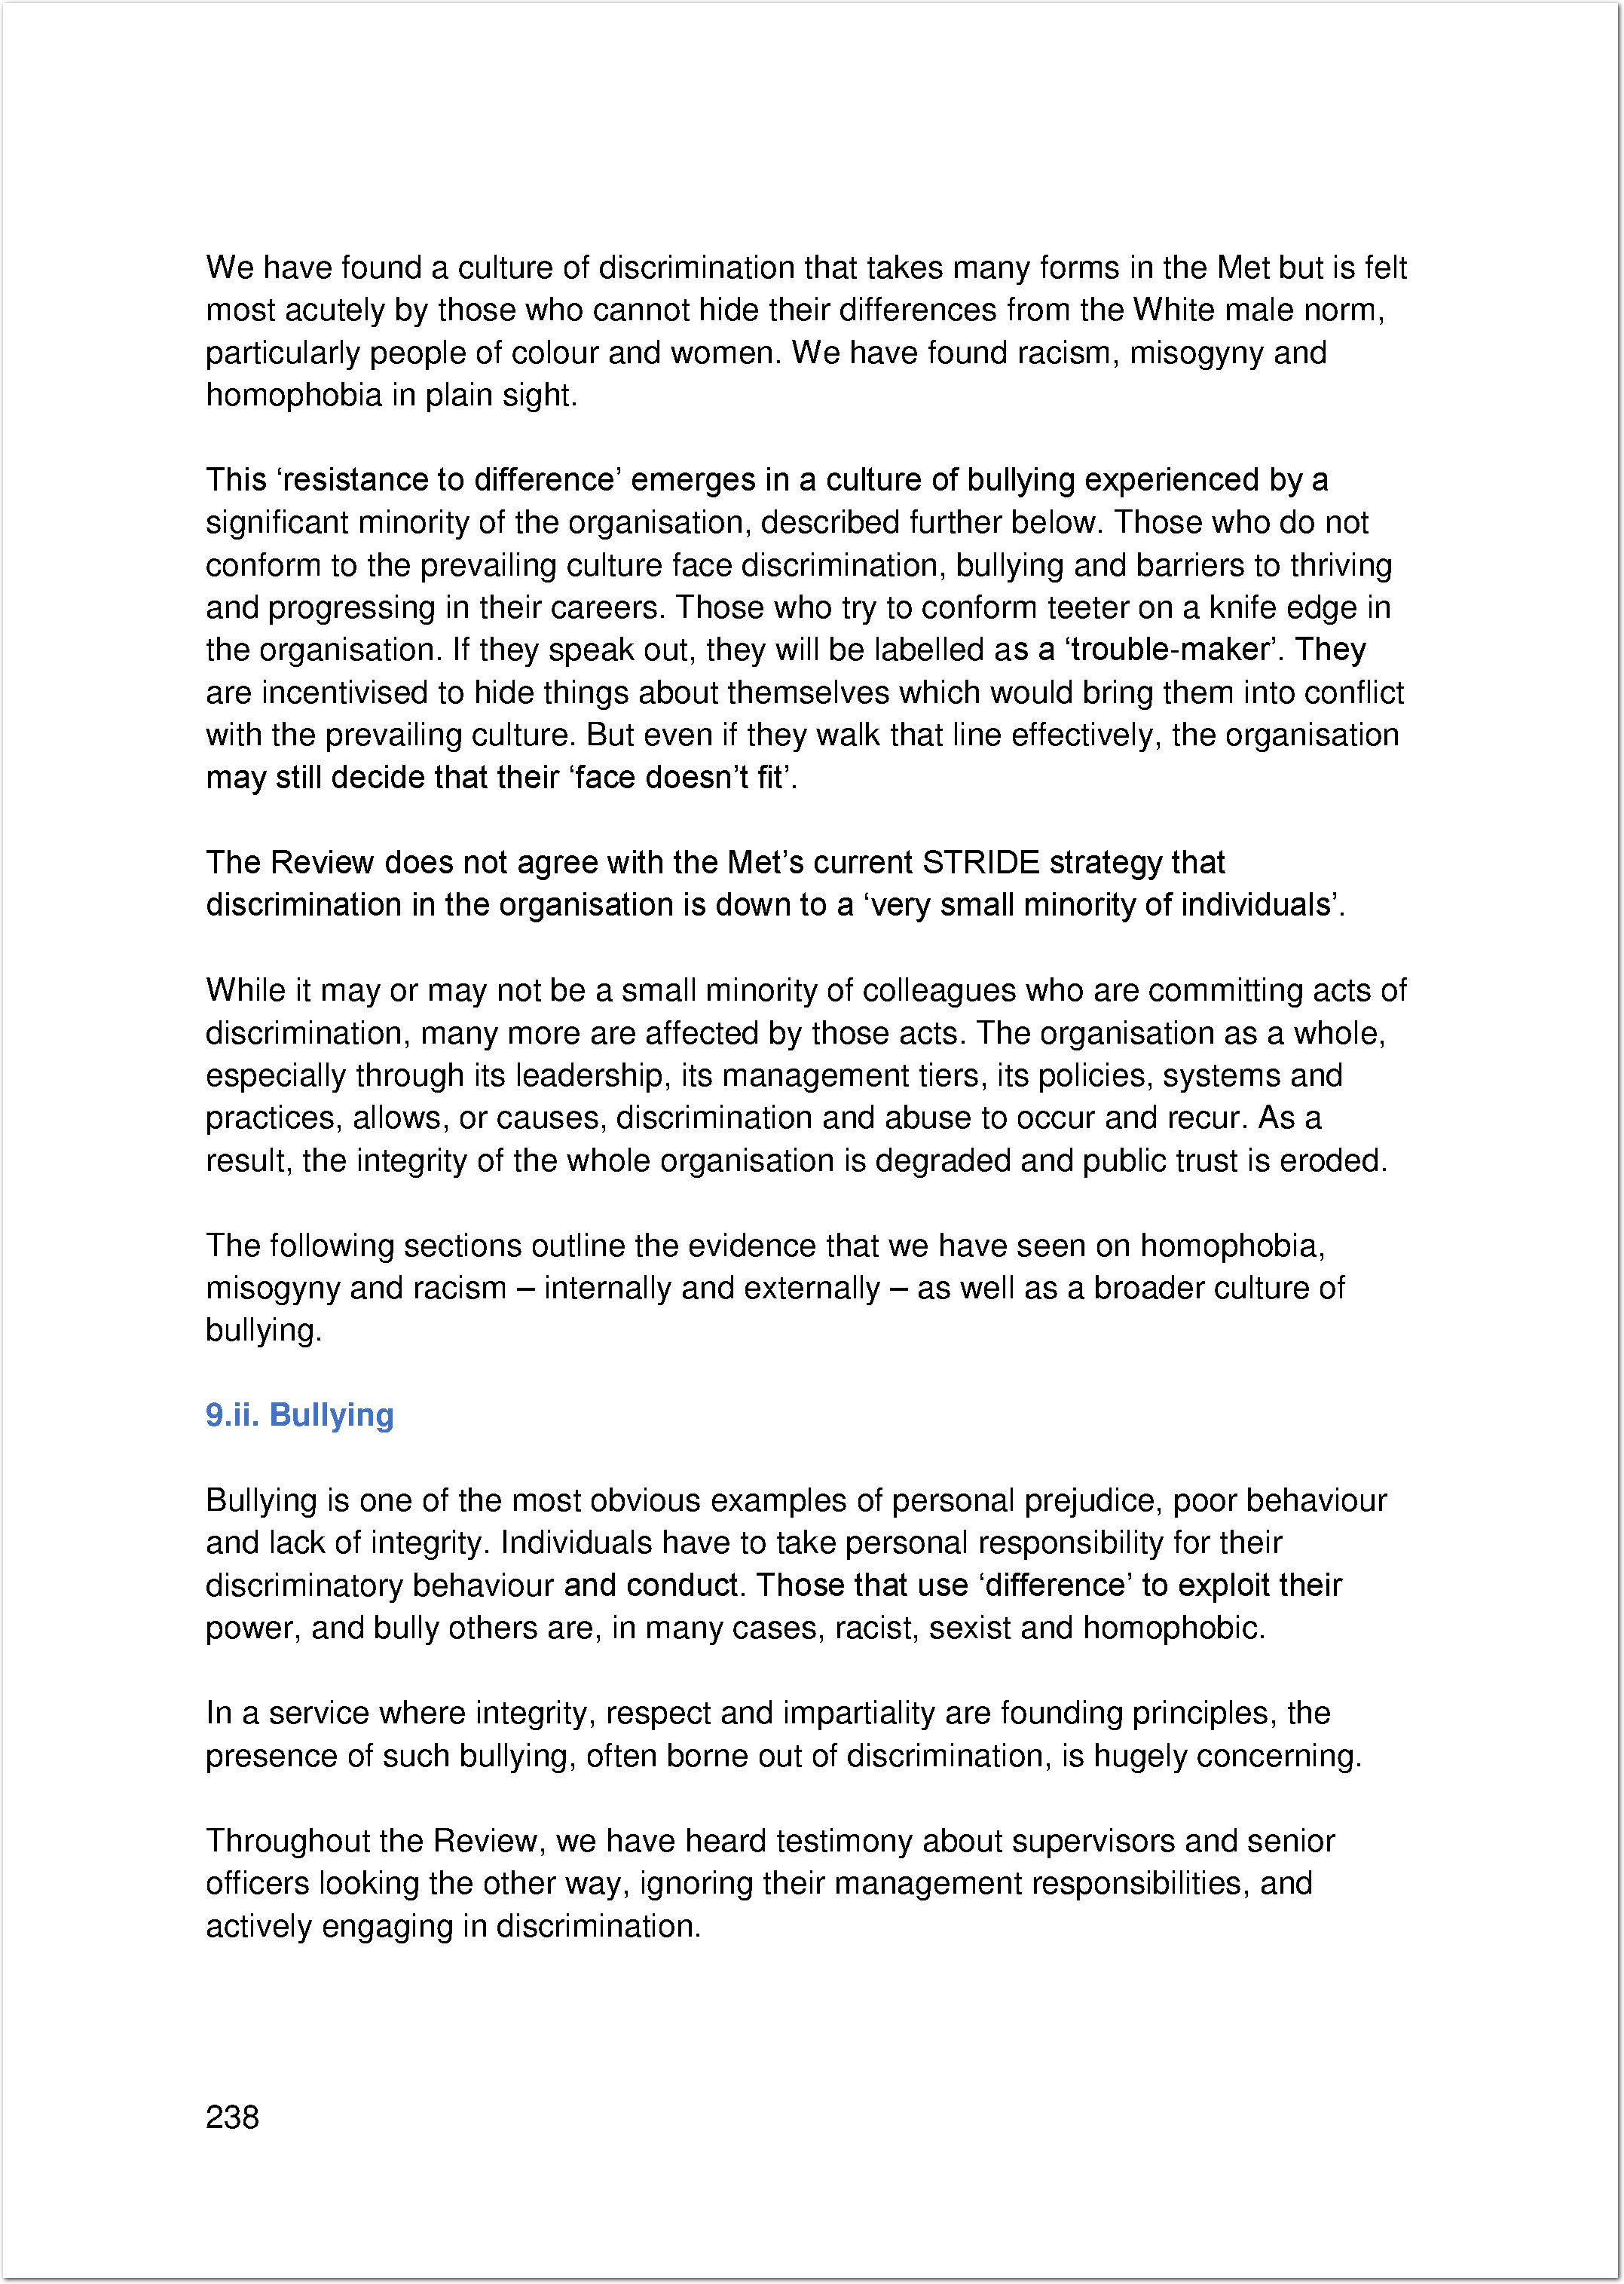 We have found a culture of discrimination that takes many forms in the Met but is felt
most acutely by those who cannot hide their differences from the White male norm,
particularly people of colour and women. We have found racism, misogyny and
homophobia in plain sight.
This ‘resistance to difference’ emerges in a culture of bullying experienced by a
significant minority of the organisation, described further below. Those who do not
conform to the prevailing culture face discrimination, bullying and barriers to thriving
and progressing in their careers. Those who try to conform teeter on a knife edge in
the organisation. If they speak out, they will be labelled as a ‘trouble-maker’. They
are incentivised to hide things about themselves which would bring them into conflict
with the prevailing culture. But even if they walk that line effectively, the organisation
may still decide that their ‘face doesn’t fit’.
The Review does not agree with the Met’s current STRIDE strategy that
discrimination in the organisation is down to a ‘very small minority of individuals’.
While it may or may not be a small minority of colleagues who are committing acts of
discrimination, many more are affected by those acts. The organisation as a whole,
especially through its leadership, its management tiers, its policies, systems and
practices, allows, or causes, discrimination and abuse to occur and recur. As a
result, the integrity of the whole organisation is degraded and public trust is eroded.
The following sections outline the evidence that we have seen on homophobia,
misogyny and racism – internally and externally – as well as a broader culture of
bullying.
9.ii. Bullying
Bullying is one of the most obvious examples of personal prejudice, poor behaviour
and lack of integrity. Individuals have to take personal responsibility for their
discriminatory behaviour and conduct. Those that use ‘difference’ to exploit their
power, and bully others are, in many cases, racist, sexist and homophobic.
In a service where integrity, respect and impartiality are founding principles, the
presence of such bullying, often borne out of discrimination, is hugely concerning.
Throughout the Review, we have heard testimony about supervisors and senior
officers looking the other way, ignoring their management responsibilities, and
actively engaging in discrimination.
238